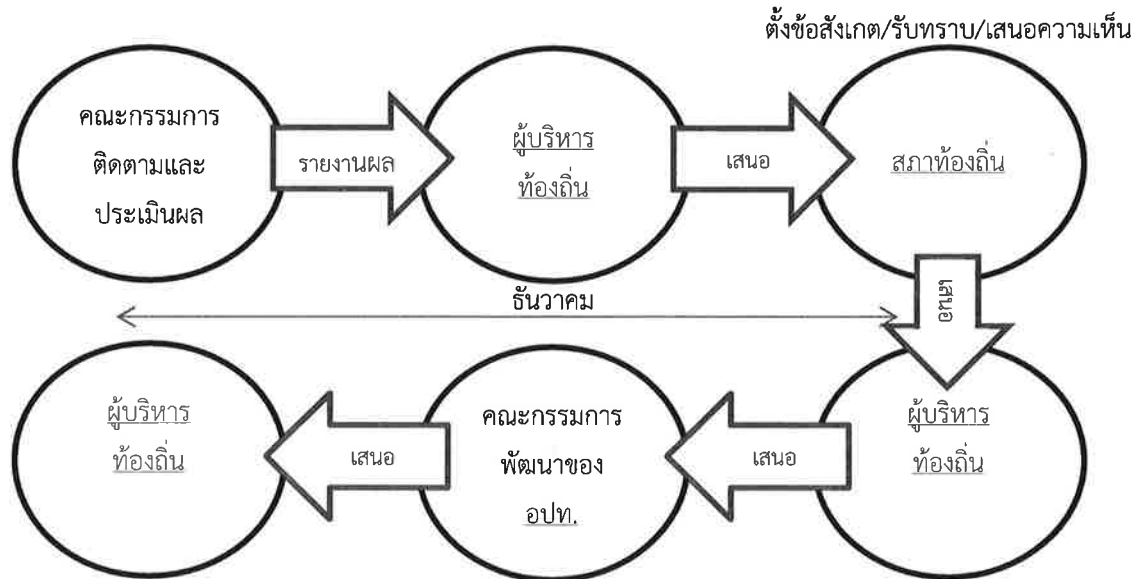 ตั้งข้อสังเกต/รับทราบ/เสนอความเห็น
คณะกรรมการ
ติดตามและ
ประเมินผล
รายงานผล
ผู้บริหาร
ท้องถิ่น
เสนอ
สภาท้องถิ่น
เสนอ
ธันวาคม
ผู้บริหาร
ท้องถิ่น
เสนอ
คณะกรรมการ
พัฒนาของ
อปท.
เสนอ
ผู้บริหาร
ท้องถิ่น